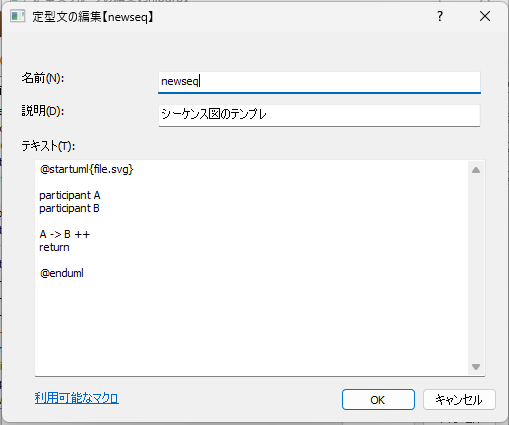 定型文の編集【newseq】
名前(N):
newseq
説明(D):
シーケンス図のテンプレ
テキスト(T):
@startuml{file.svg}
participant A
participant B
A -> B ++
return
@enduml
利用可能なマクロ
OK
キャンセル